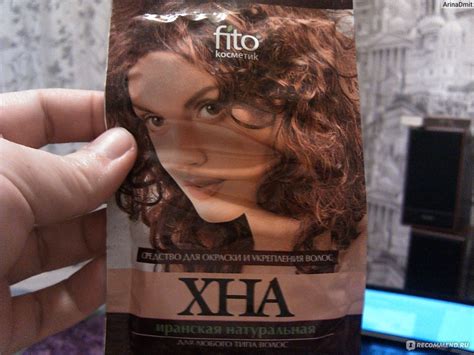 ArinaDmit
fito
косметик
СРЕДСТВО ДЛЯ ОКРАСКИ И УКРЕПЛЕНИЯ ВОЛОС
ХНА
иранская натуральная
ДЛЯ ЛЮБОГО ТИПА ВОЛОС
RECOMMEND.RU